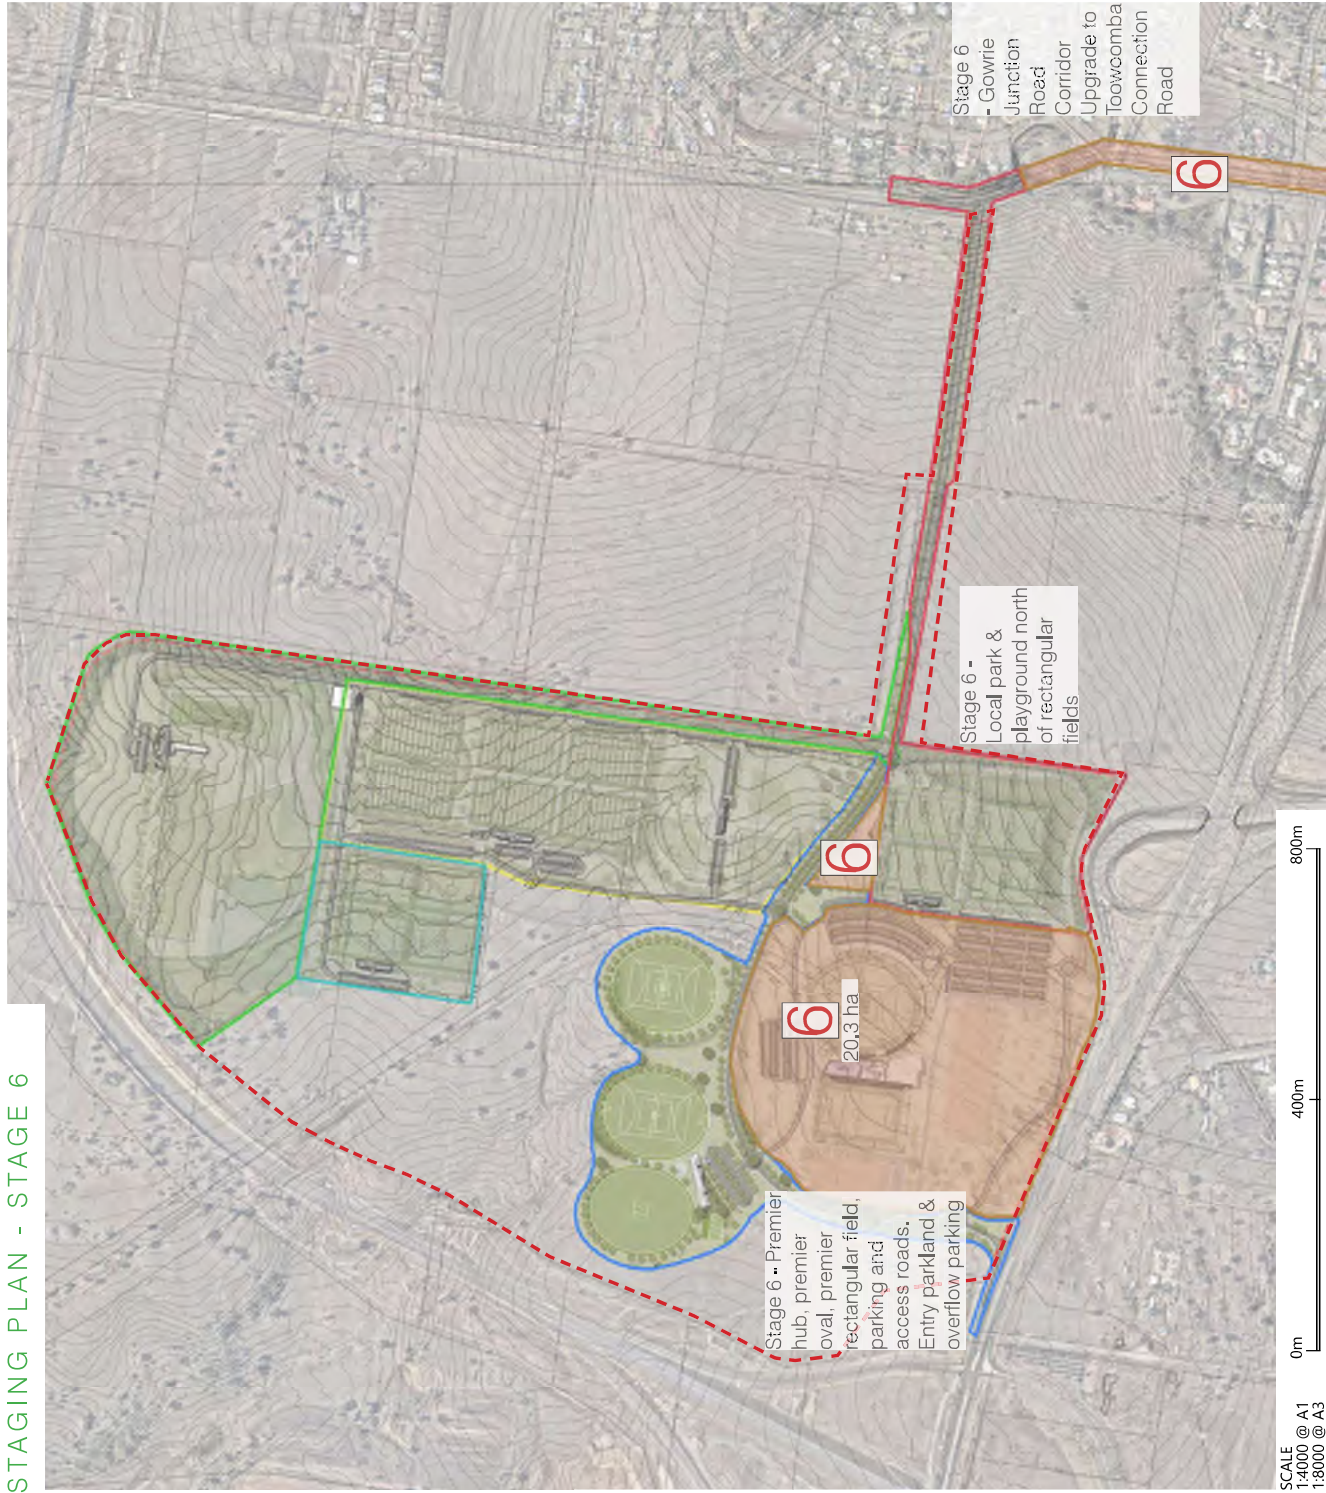 STAGING PLAN - STAGE 6
Stage 6 - Premier
hub, premier
oval, premier
rectangular field,
parking and
access roads.
Entry parkland &
overflow parking
6
20.3 ha
6
Stage 6 -
Local park &
playground north
of rectangular
fields
Stage 6
- Gowrie
Junction
Road
Corridor
Upgrade to
Toowoomba
Connection
Road
6
SCALE
1:4000 @ A1
1:8000 @ A3
0m
400m
800m